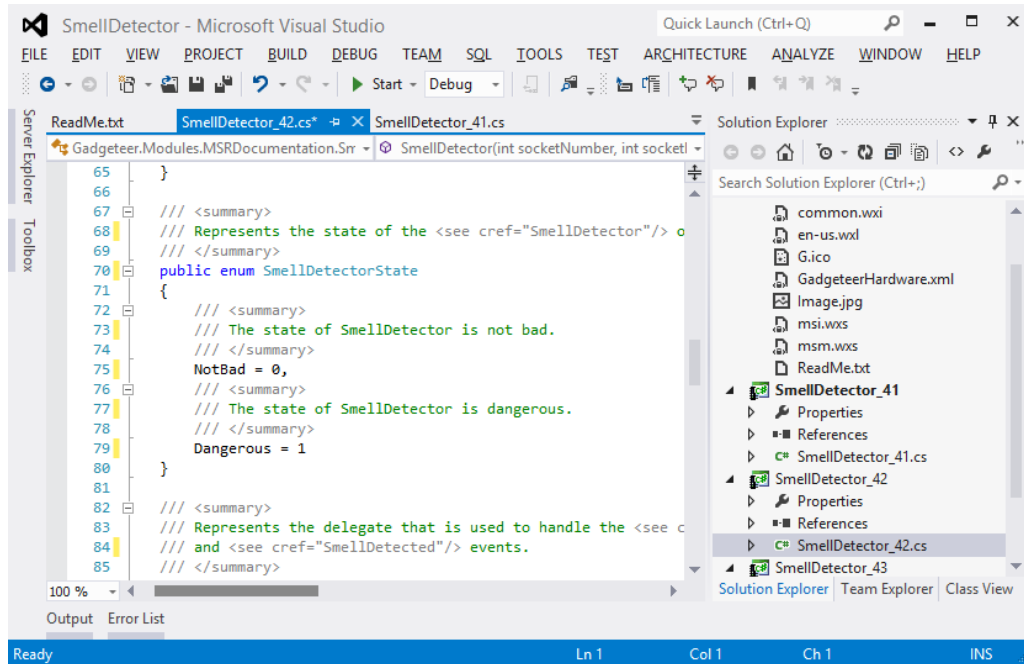 SmellDetector - Microsoft Visual Studio
Quick Launch (Ctrl+Q)
FILE EDIT VIEW PROJECT BUILD DEBUG TEAM SQL TOOLS TEST ARCHITECTURE ANALYZE WINDOW HELP
Start Debug
Server Explorer
Toolbox
ReadMe.txt SmellDetector_42.cs* SmellDetector_41.cs
Gadgeteer.Modules.MSRDocumentation.Sm SmellDetector(int socketNumber, int socketl
65 }
66
67 /// <summary>
68 /// Represents the state of the <see cref="SmellDetector"/> o
69 /// </summary>
70 public enum SmellDetectorState
71 {
72 /// <summary>
73 /// The state of SmellDetector is not bad.
74 /// </summary>
75 NotBad = 0,
76 /// <summary>
77 /// The state of SmellDetector is dangerous.
78 /// </summary>
79 Dangerous = 1
80 }
81
82 /// <summary>
83 /// Represents the delegate that is used to handle the <see c
84 /// and <see cref="SmellDetected"/> events.
85 /// </summary>
100 %
Solution Explorer
Search Solution Explorer (Ctrl+;)
common.wxi
en-us.wxl
G.ico
GadgeteerHardware.xml
Image.jpg
msi.wxs
msm.wxs
ReadMe.txt
SmellDetector_41
Properties
References
C# SmellDetector_41.cs
SmellDetector_42
Properties
References
C# SmellDetector_42.cs
SmellDetector_43
Solution Explorer Team Explorer Class View
Output Error List
Ready Ln 1 Col 1 Ch 1 INS